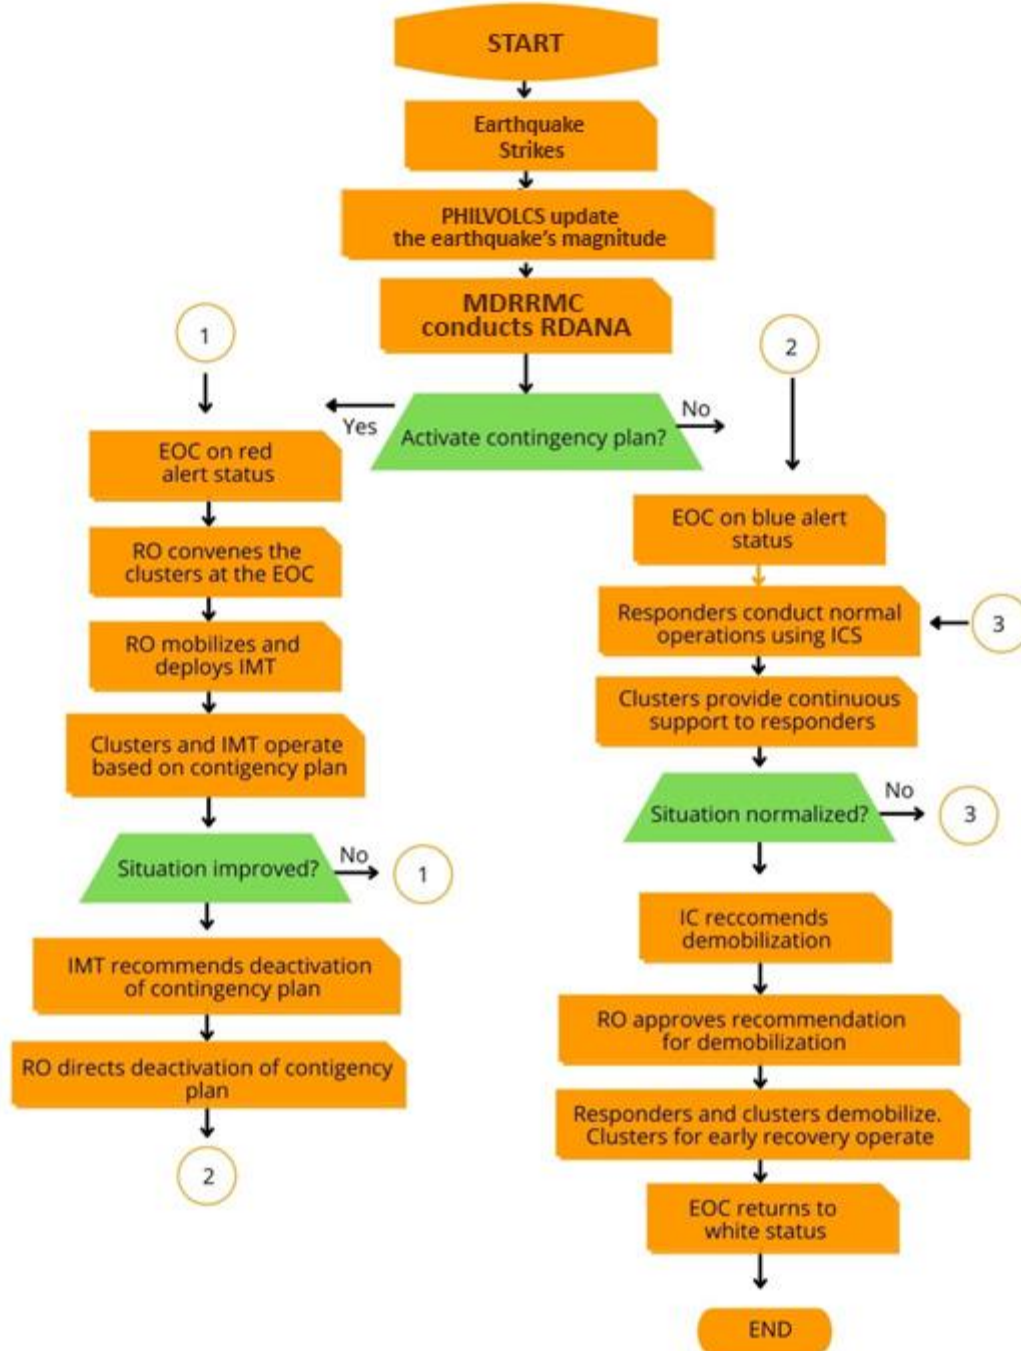 START
Earthquake
Strikes
PHILVOLCS update
the earthquake's magnitude
MDRRMC
conducts RDANA
Activate contingency plan?
Yes
No
1
EOC on red
alert status
RO convenes the
clusters at the EOC
RO mobilizes and
deploys IMT
Clusters and IMT operate
based on contigency plan
Situation improved?
No
1
IMT recommends deactivation
of contingency plan
RO directs deactivation of contigency
plan
2
2
EOC on blue alert
status
Responders conduct normal
operations using ICS
3
Clusters provide continuous
support to responders
Situation normalized?
No
3
IC reccomends
demobilization
RO approves recommendation
for demobilization
Responders and clusters demobilize.
Clusters for early recovery operate
EOC returns to
white status
END